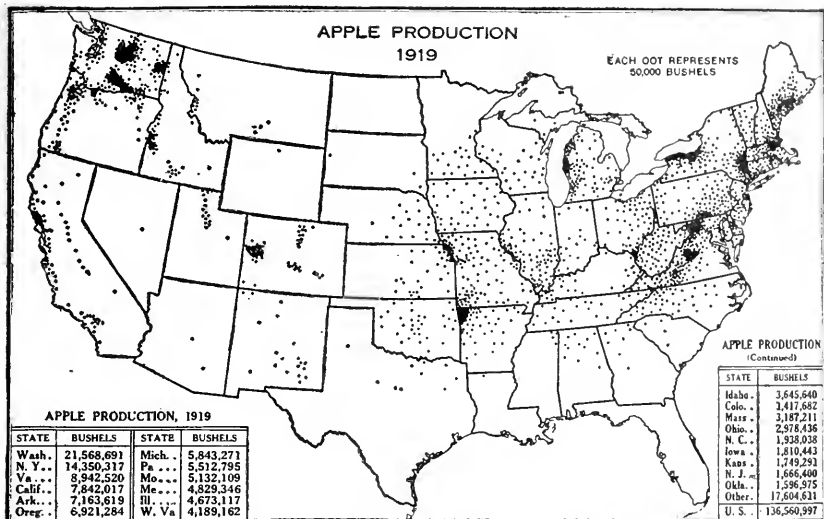 APPLE PRODUCTION
1919
EACH DOT REPRESENTS
50,000 BUSHELS
APPLE PRODUCTION, 1919
STATE BUSHELS STATE BUSHELS
Wash. 21,568,691 Mich. . 5,843,271
N. Y... 14,350,317 Pa .... 5,512,795
Va .... 8,942,520 Mo.... 5,132,109
Calif.. 7,842,017 Me.... 4,829,346
Ark... 7,163,619 Ill..... 4,673,117
Oreg. . 6,921,284 W. Va 4,189,162
APPLE PRODUCTION
(Continued)
STATE BUSHELS
Idaho. . 3,645,640
Colo. . 3,417,682
Mass . 3,187,211
Ohio. . 2,976,436
N. C. . 1,938,038
Iowa . . 1,810,443
Kans . 1,749,293
N. J. . 1,666,400
Okla. . 1,596,975
Other. 17,604,631
U. S. . 136,560,997